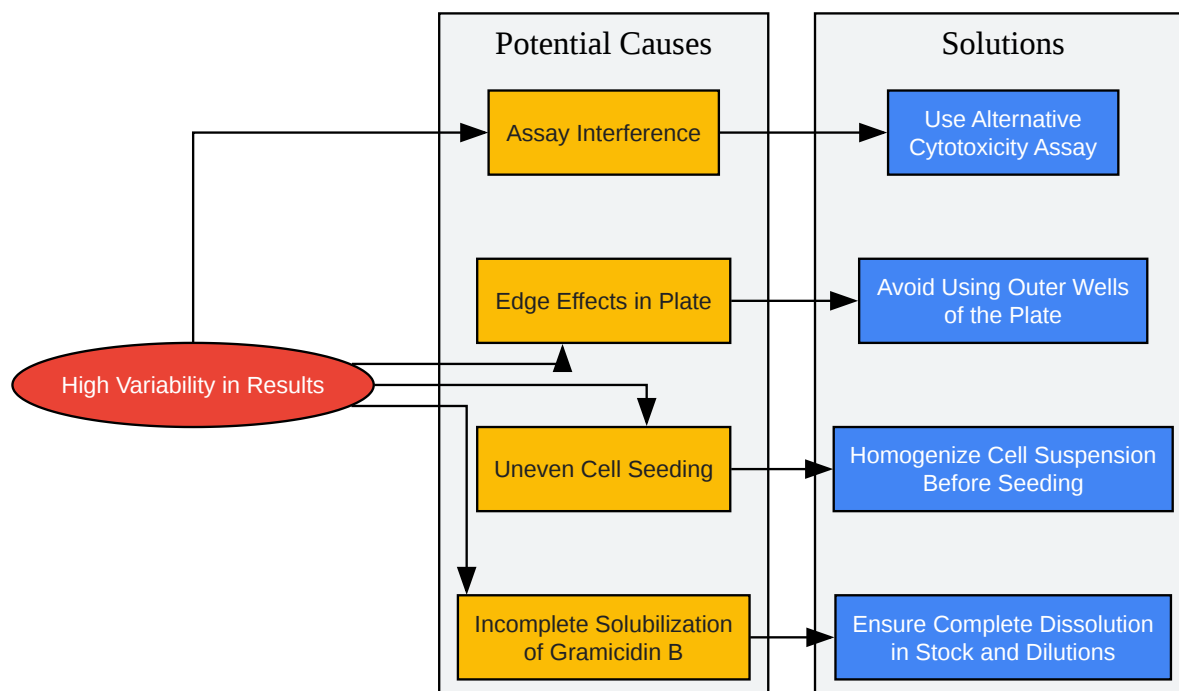 Potential Causes
Solutions
Assay Interference
Use Alternative
Cytotoxicity Assay
Edge Effects in Plate
Avoid Using Outer Wells
of the Plate
High Variability in Results
Uneven Cell Seeding
Homogenize Cell Suspension
Before Seeding
Incomplete Solubilization
of Gramicidin B
Ensure Complete Dissolution
in Stock and Dilutions